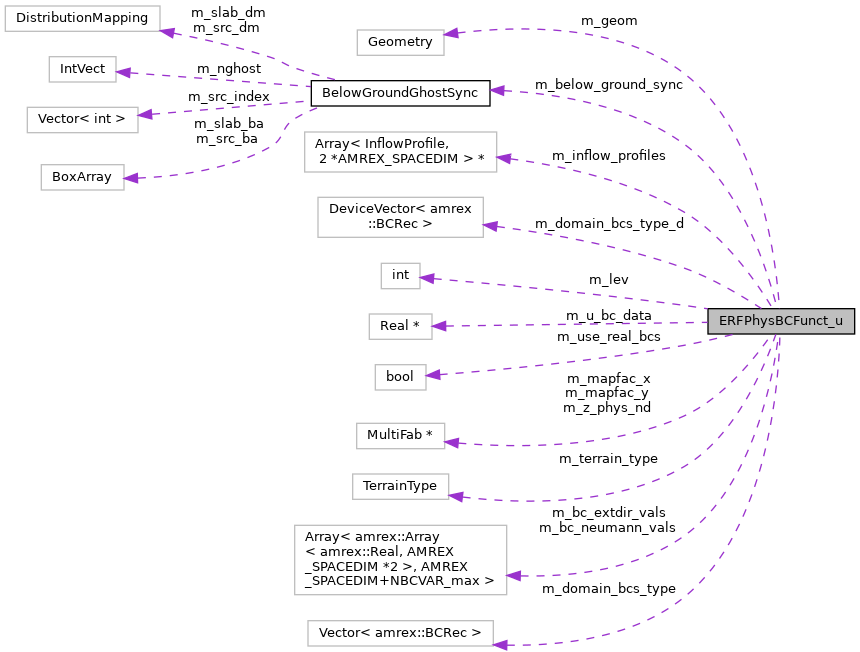 DistributionMapping
m_slab_dm
m_src_dm
m_geom
Geometry
IntVect
m_nghost
m_below_ground_sync
BelowGroundGhostSync
m_src_index
Vector< int >
m_slab_ba
m_src_ba
Array< InflowProfile,
2 *AMREX_SPACEDIM > *
m_inflow_profiles
BoxArray
DeviceVector< amrex
::BCRec >
m_domain_bcs_type_d
int
m_lev
Real *
m_u_bc_data
ERFPhysBCFunct_u
m_use_real_bcs
bool
m_mapfac_x
m_mapfac_y
m_z_phys_nd
MultiFab *
m_terrain_type
TerrainType
m_bc_extdir_vals
m_bc_neumann_vals
Array< amrex::Array
< amrex::Real, AMREX
_SPACEDIM *2 >, AMREX
_SPACEDIM+NBCVAR_max >
m_domain_bcs_type
Vector< amrex::BCRec >